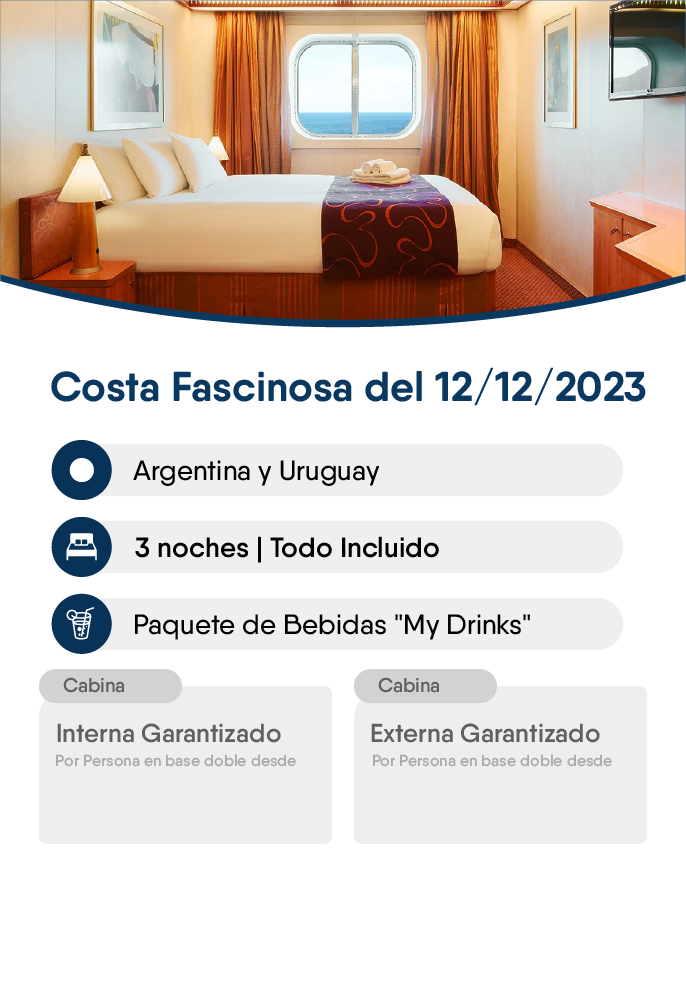 Costa Fascinosa del 12/12/2023
Argentina y Uruguay
3 noches | Todo Incluido
Paquete de Bebidas "My Drinks"
Cabina
Interna Garantizado
Por Persona en base doble desde
Cabina
Externa Garantizado
Por Persona en base doble desde